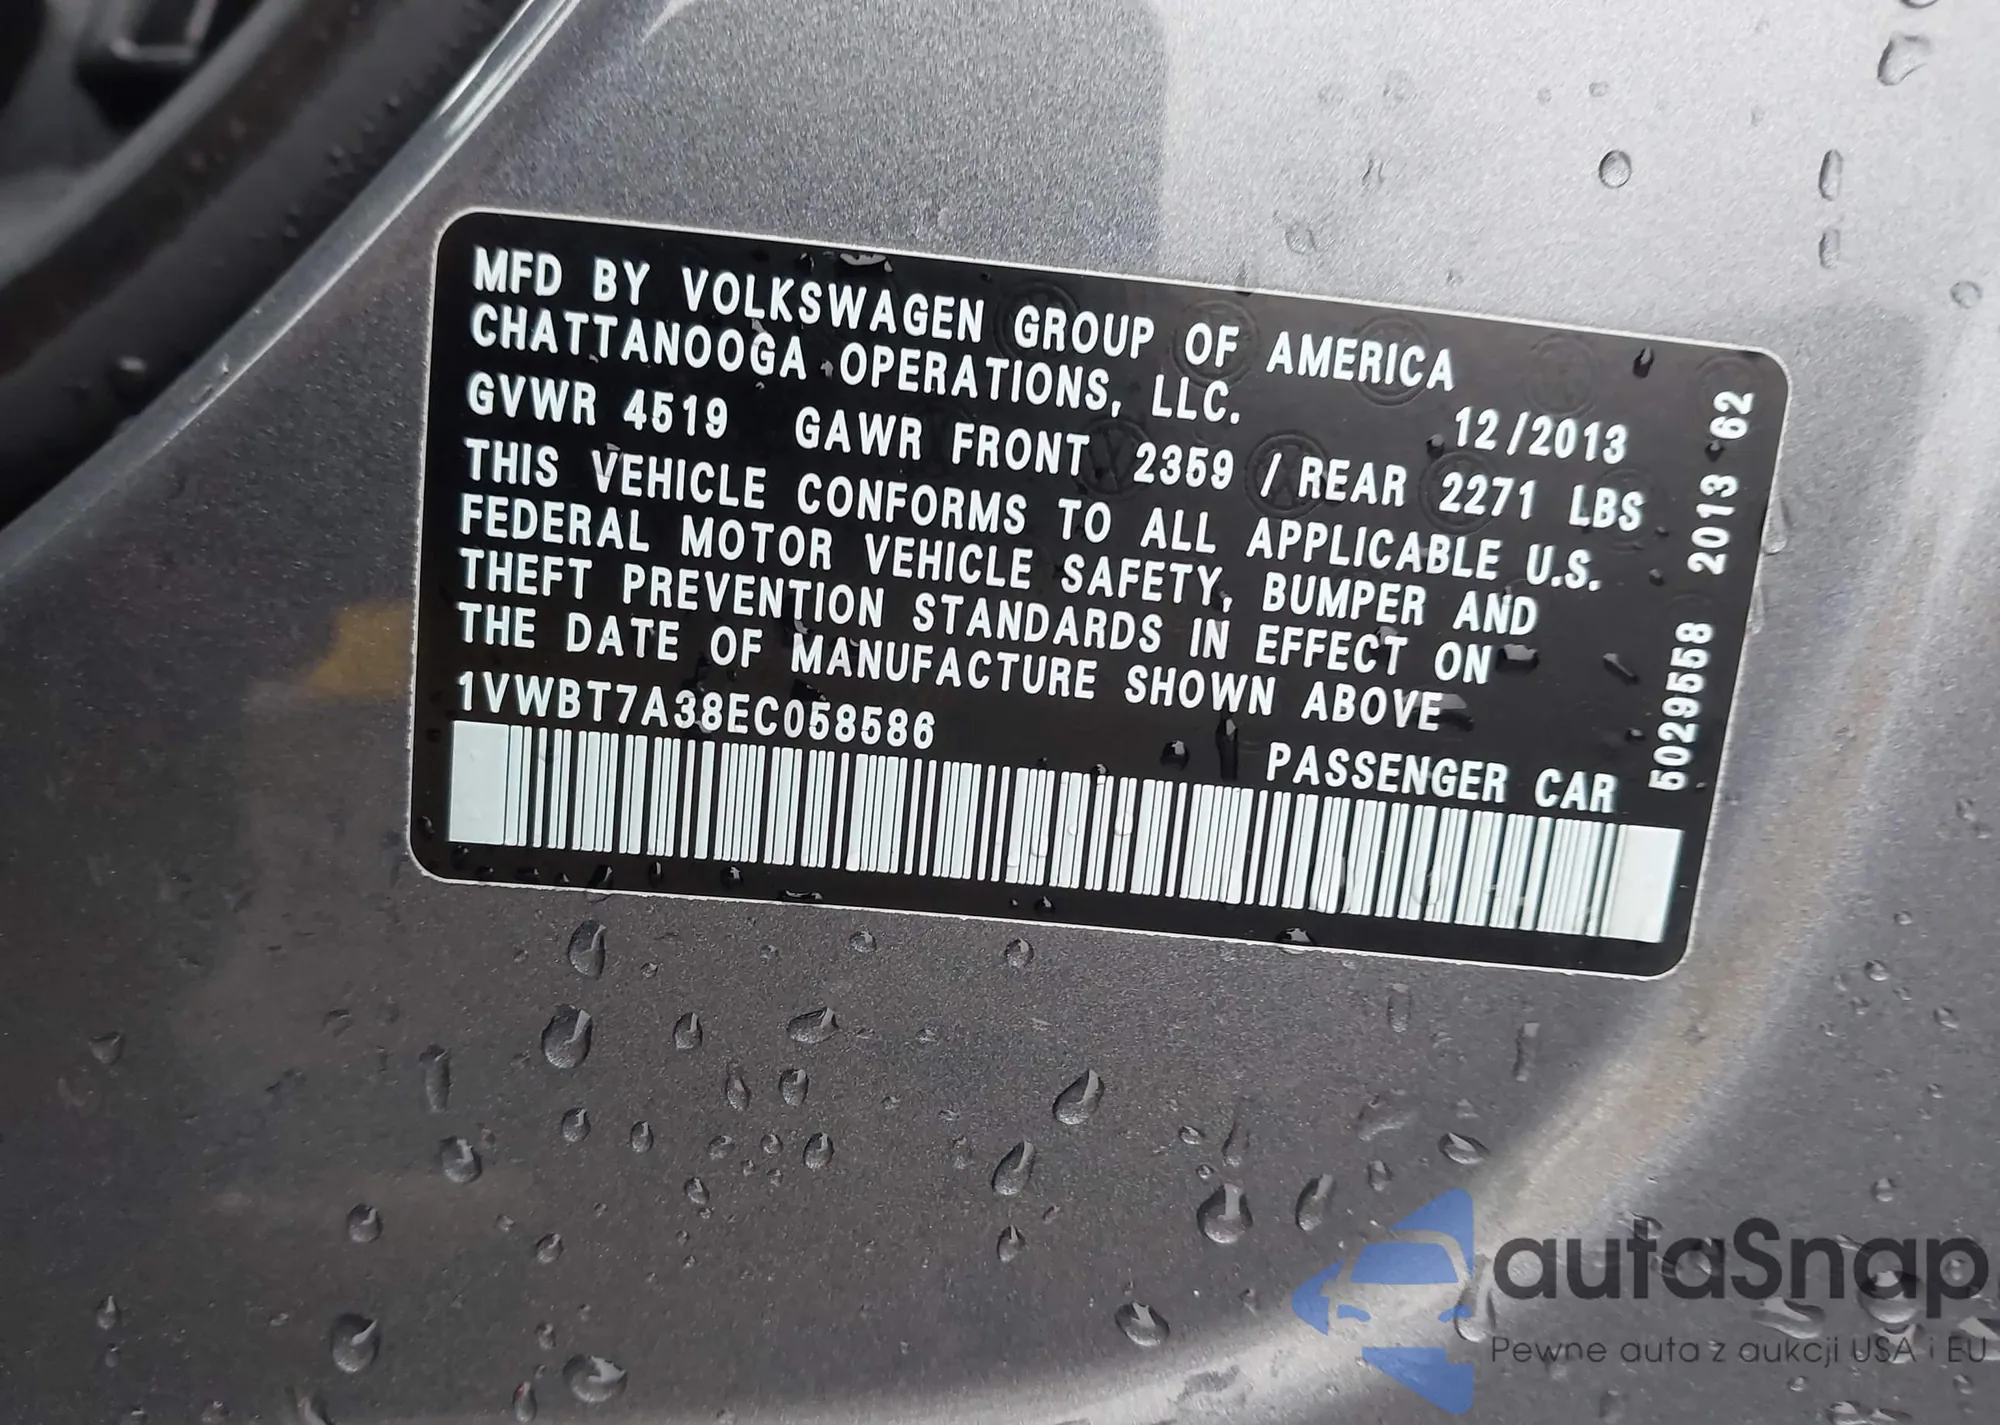 MFD BY VOLKSWAGEN GROUP OF AMERICA
CHATTANOOGA OPERATIONS, LLC.
12/2013
GVWR 4519 GAWR FRONT 2359 / REAR 2271 LBS
THIS VEHICLE CONFORMS TO ALL APPLICABLE U.S.
FEDERAL MOTOR VEHICLE SAFETY, BUMPER AND
THEFT PREVENTION STANDARDS IN EFFECT ON
THE DATE OF MANUFACTURE SHOWN ABOVE
1VWBT7A38EC058586
PASSENGER CAR
5029558 2013 62
autaSnap.
Pewne auta z aukcji USA i EU